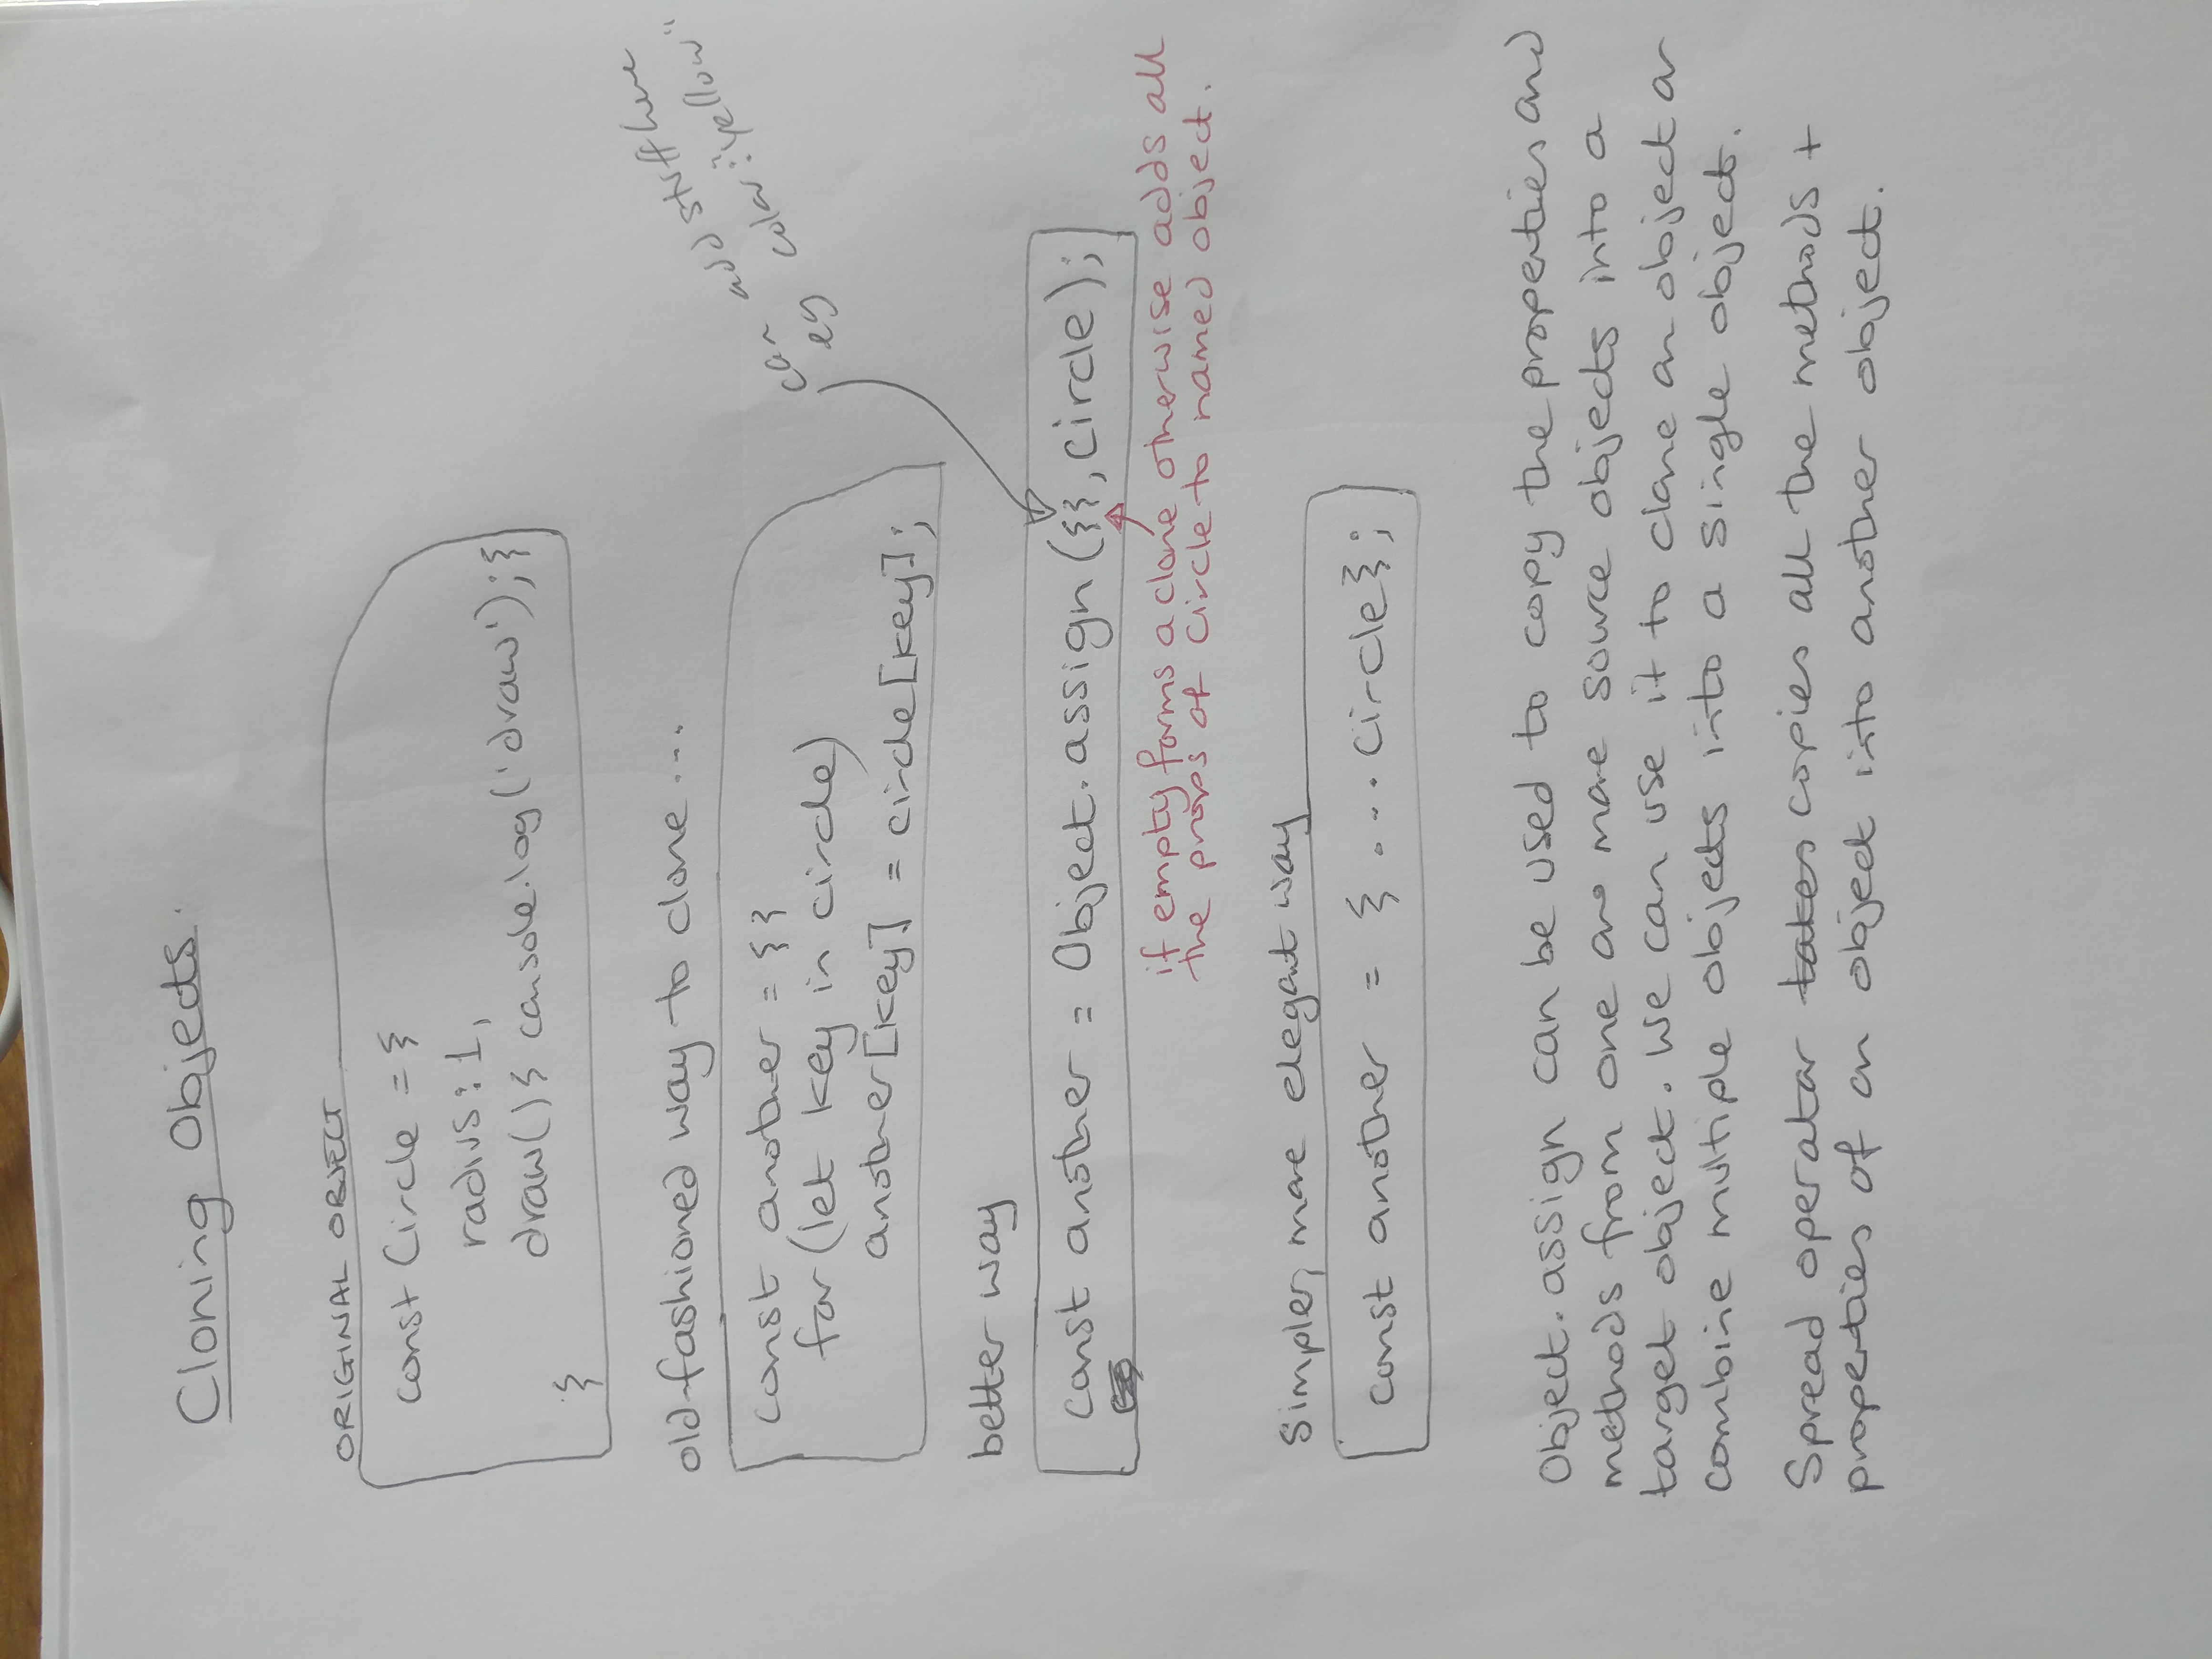 Cloning Objects.
ORIGINAL OBJECT
const Circle = {
radius: 1,
draw() { console.log('draw');}
}
old fashioned way to clone ...
const another = {}
for (let key in circle)
another[key] = circle[key];
can add stuff here
eg color: "yellow"
better way
const another = Object.assign({}, circle);
if empty forms a clone otherwise adds all
the props of circle to named object.
simpler, more elegant way
const another = { ...circle};
Object.assign can be used to copy the properties and
methods from one or more source objects into a
target object. We can use it to clone an object or
combine multiple objects into a single object.
Spread operator takes copies all the methods +
properties of an object into another object.